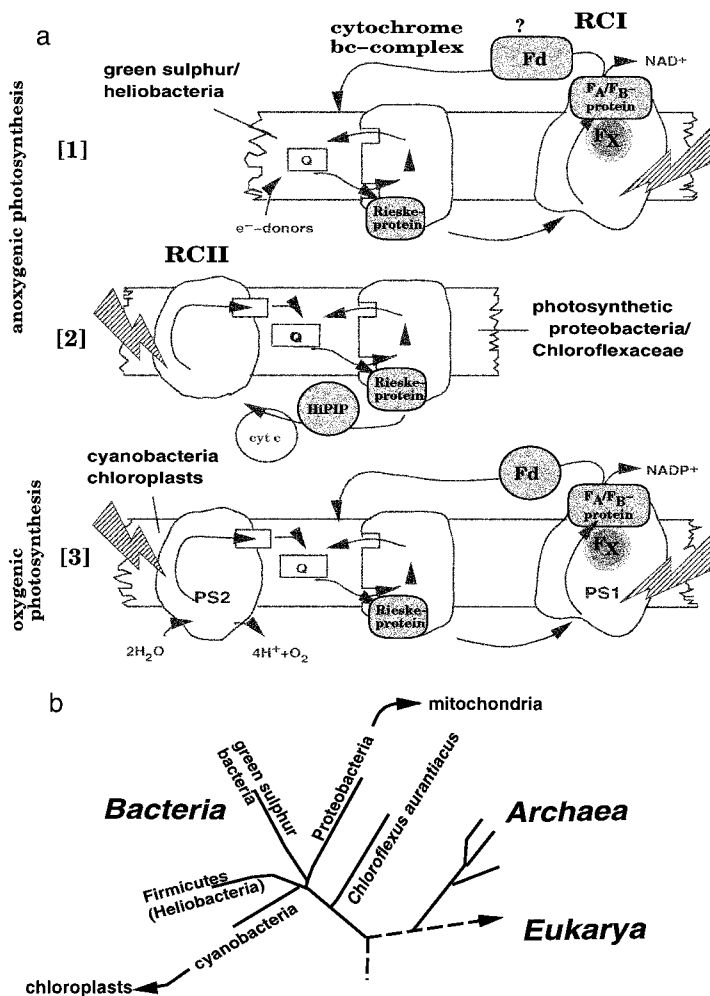 a
cytochrome
bc–complex
RCI
?
Fd
NAD+
green sulphur/
heliobacteria
FA/FB–
protein
FX
[1]
Q
Rieske–
protein
e⁻–donors
anoxygenic photosynthesis
RCII
[2]
Q
Rieske–
protein
HiPIP
cyt c
photosynthetic
proteobacteria/
Chloroflexaceae
cyanobacteria
chloroplasts
Fd
NADP+
FA/FB–
protein
FX
[3]
Q
PS2
Rieske–
protein
PS1
2H2O
4H⁺+O2
oxygenic
photosynthesis
b
mitochondria
green sulphur
bacteria
Proteobacteria
Chloroflexus aurantiacus
Bacteria
Archaea
Firmicutes
(Heliobacteria)
cyanobacteria
Eukarya
chloroplasts